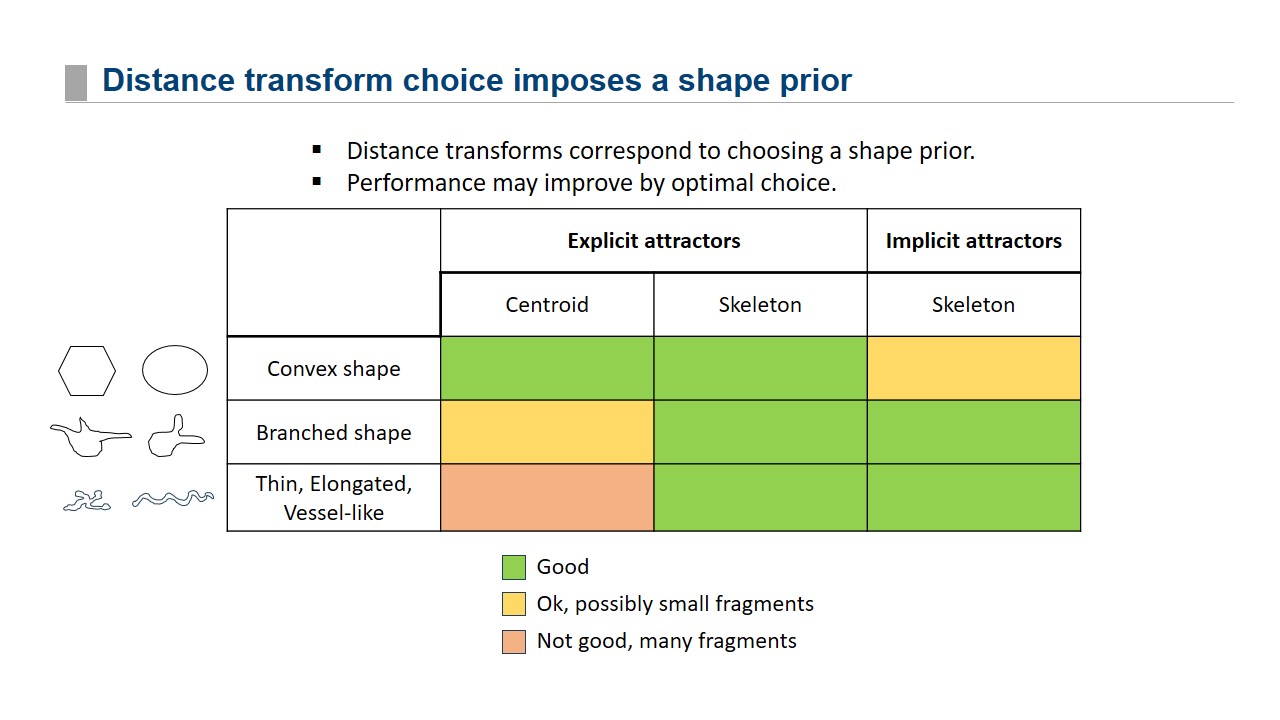 Distance transform choice imposes a shape prior
▪ Distance transforms correspond to choosing a shape prior.
▪ Performance may improve by optimal choice.
Explicit attractors
Implicit attractors
Centroid
Skeleton
Skeleton
Convex shape
Branched shape
Thin, Elongated,
Vessel-like
Good
Ok, possibly small fragments
Not good, many fragments